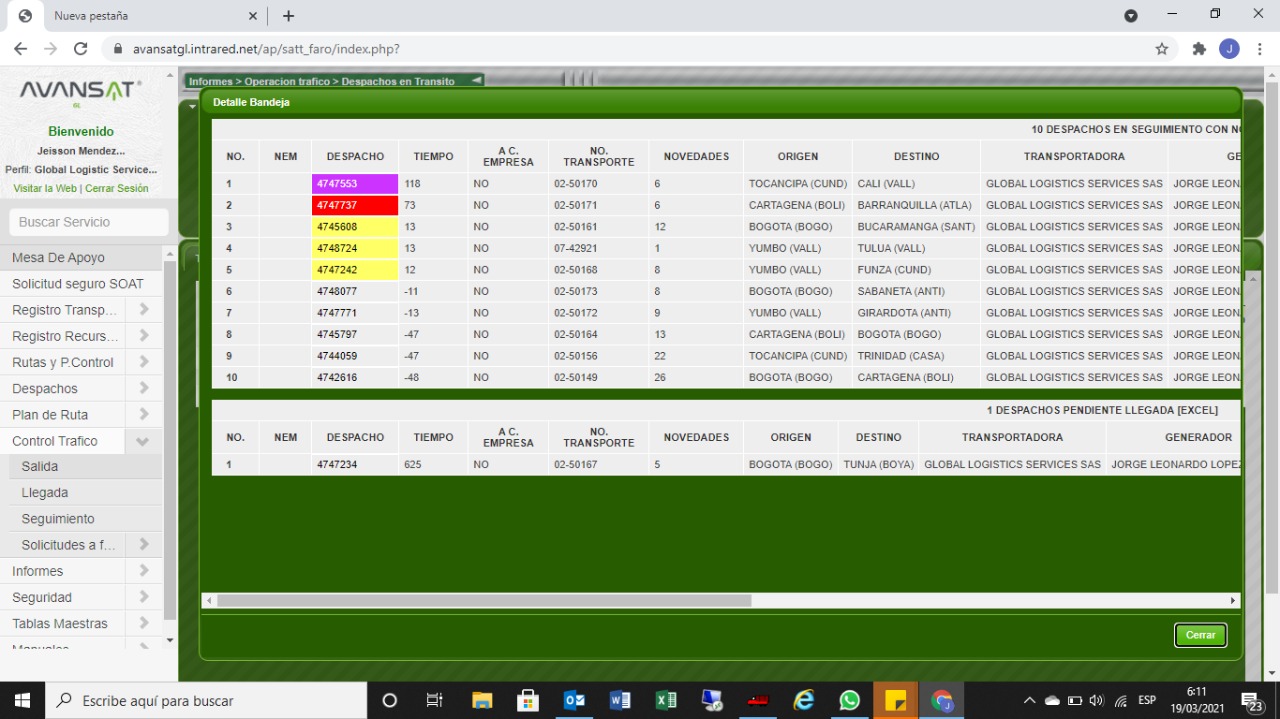 Nueva pestaña
avansatgl.intrared.net/ap/satt_faro/index.php?
J
AVANSAT
GL
Bienvenido
Jeisson Mendez...
Perfil: Global Logistic Service...
Visitar la Web | Cerrar Sesión
Buscar Servicio
Mesa De Apoyo
Solicitud seguro SOAT
Registro Transp...
Registro Recurs...
Rutas y P.Control
Despachos
Plan de Ruta
Control Trafico
Salida
Llegada
Seguimiento
Solicitudes a f...
Informes
Seguridad
Tablas Maestras
Manuales
Informes > Operacion trafico > Despachos en Transito
Detalle Bandeja
10 DESPACHOS EN SEGUIMIENTO CON
NO. NEM DESPACHO TIEMPO A C. EMPRESA NO. TRANSPORTE NOVEDADES ORIGEN DESTINO TRANSPORTADORA GE
1 4747553 118 NO 02-50170 6 TOCANCIPA (CUND) CALI (VALL) GLOBAL LOGISTICS SERVICES SAS JORGE LEON
2 4747737 73 NO 02-50171 6 CARTAGENA (BOLI) BARRANQUILLA (ATLA) GLOBAL LOGISTICS SERVICES SAS JORGE LEON
3 4745608 13 NO 02-50161 12 BOGOTA (BOGO) BUCARAMANGA (SANT) GLOBAL LOGISTICS SERVICES SAS JORGE LEON
4 4748724 13 NO 07-42921 1 YUMBO (VALL) TULUA (VALL) GLOBAL LOGISTICS SERVICES SAS JORGE LEON
5 4747242 12 NO 02-50168 8 YUMBO (VALL) FUNZA (CUND) GLOBAL LOGISTICS SERVICES SAS JORGE LEON
6 4748077 -11 NO 02-50173 8 BOGOTA (BOGO) SABANETA (ANTI) GLOBAL LOGISTICS SERVICES SAS JORGE LEON
7 4747771 -13 NO 02-50172 9 YUMBO (VALL) GIRARDOTA (ANTI) GLOBAL LOGISTICS SERVICES SAS JORGE LEON
8 4745797 -47 NO 02-50164 13 CARTAGENA (BOLI) BOGOTA (BOGO) GLOBAL LOGISTICS SERVICES SAS JORGE LEON
9 4744059 -47 NO 02-50156 22 TOCANCIPA (CUND) TRINIDAD (CASA) GLOBAL LOGISTICS SERVICES SAS JORGE LEON
10 4742616 -48 NO 02-50149 26 BOGOTA (BOGO) CARTAGENA (BOLI) GLOBAL LOGISTICS SERVICES SAS JORGE LEON
1 DESPACHOS PENDIENTE LLEGADA [EXCEL]
NO. NEM DESPACHO TIEMPO A C. EMPRESA NO. TRANSPORTE NOVEDADES ORIGEN DESTINO TRANSPORTADORA GENERADOR
1 4747234 625 NO 02-50167 5 BOGOTA (BOGO) TUNJA (BOYA) GLOBAL LOGISTICS SERVICES SAS JORGE LEONARDO LOPEZ
Cerrar
Escribe aquí para buscar
ESP
6:11
19/03/2021
23